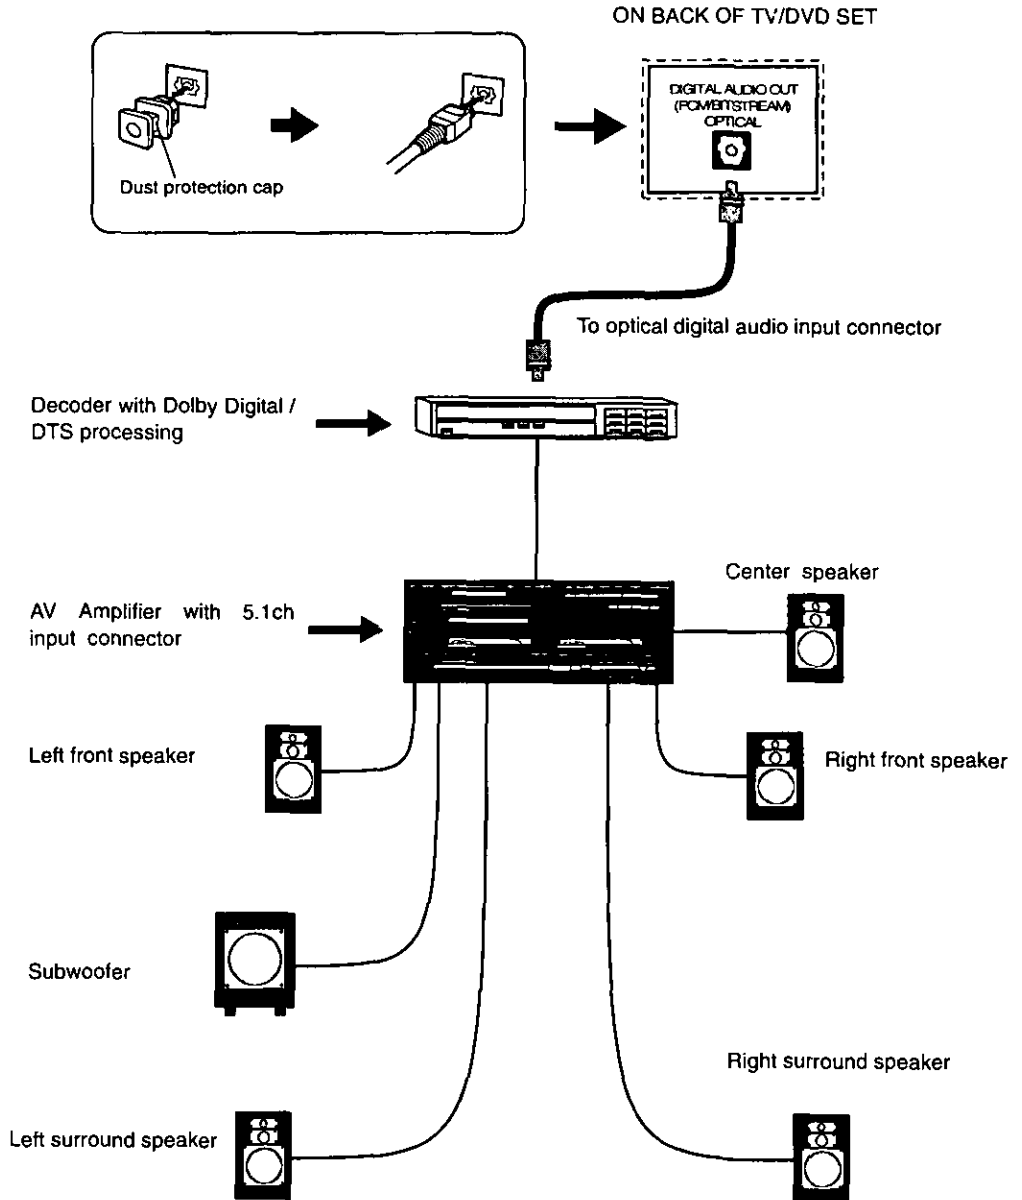 ON BACK OF TV/DVD SET
DIGITAL AUDIO OUT
(PCM/BITSTREAM)
OPTICAL
Dust protection cap
To optical digital audio input connector
Decoder with Dolby Digital /
DTS processing
Center speaker
AV Amplifier with 5.1ch
input connector
Left front speaker
Right front speaker
Subwoofer
Right surround speaker
Left surround speaker